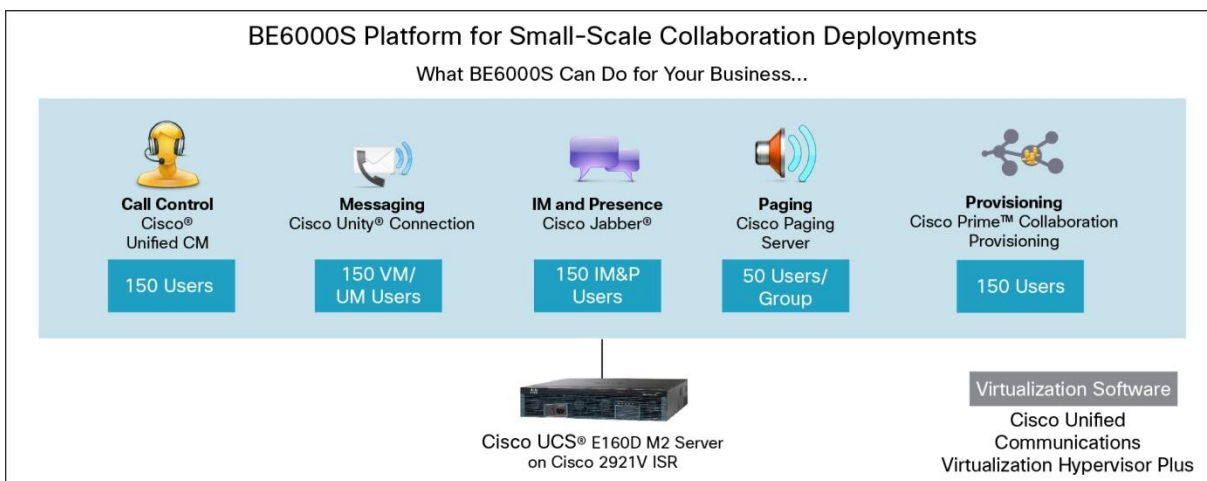 BE6000S Platform for Small-Scale Collaboration Deployments
What BE6000S Can Do for Your Business...
Call Control
Cisco®
Unified CM
150 Users
Messaging
Cisco Unity® Connection
150 VM/
UM Users
IM and Presence
Cisco Jabber®
150 IM&P
Users
Paging
Cisco Paging
Server
50 Users/
Group
Provisioning
Cisco Prime™ Collaboration
Provisioning
150 Users
Cisco UCS® E160D M2 Server
on Cisco 2921V ISR
Virtualization Software
Cisco Unified
Communications
Virtualization Hypervisor Plus